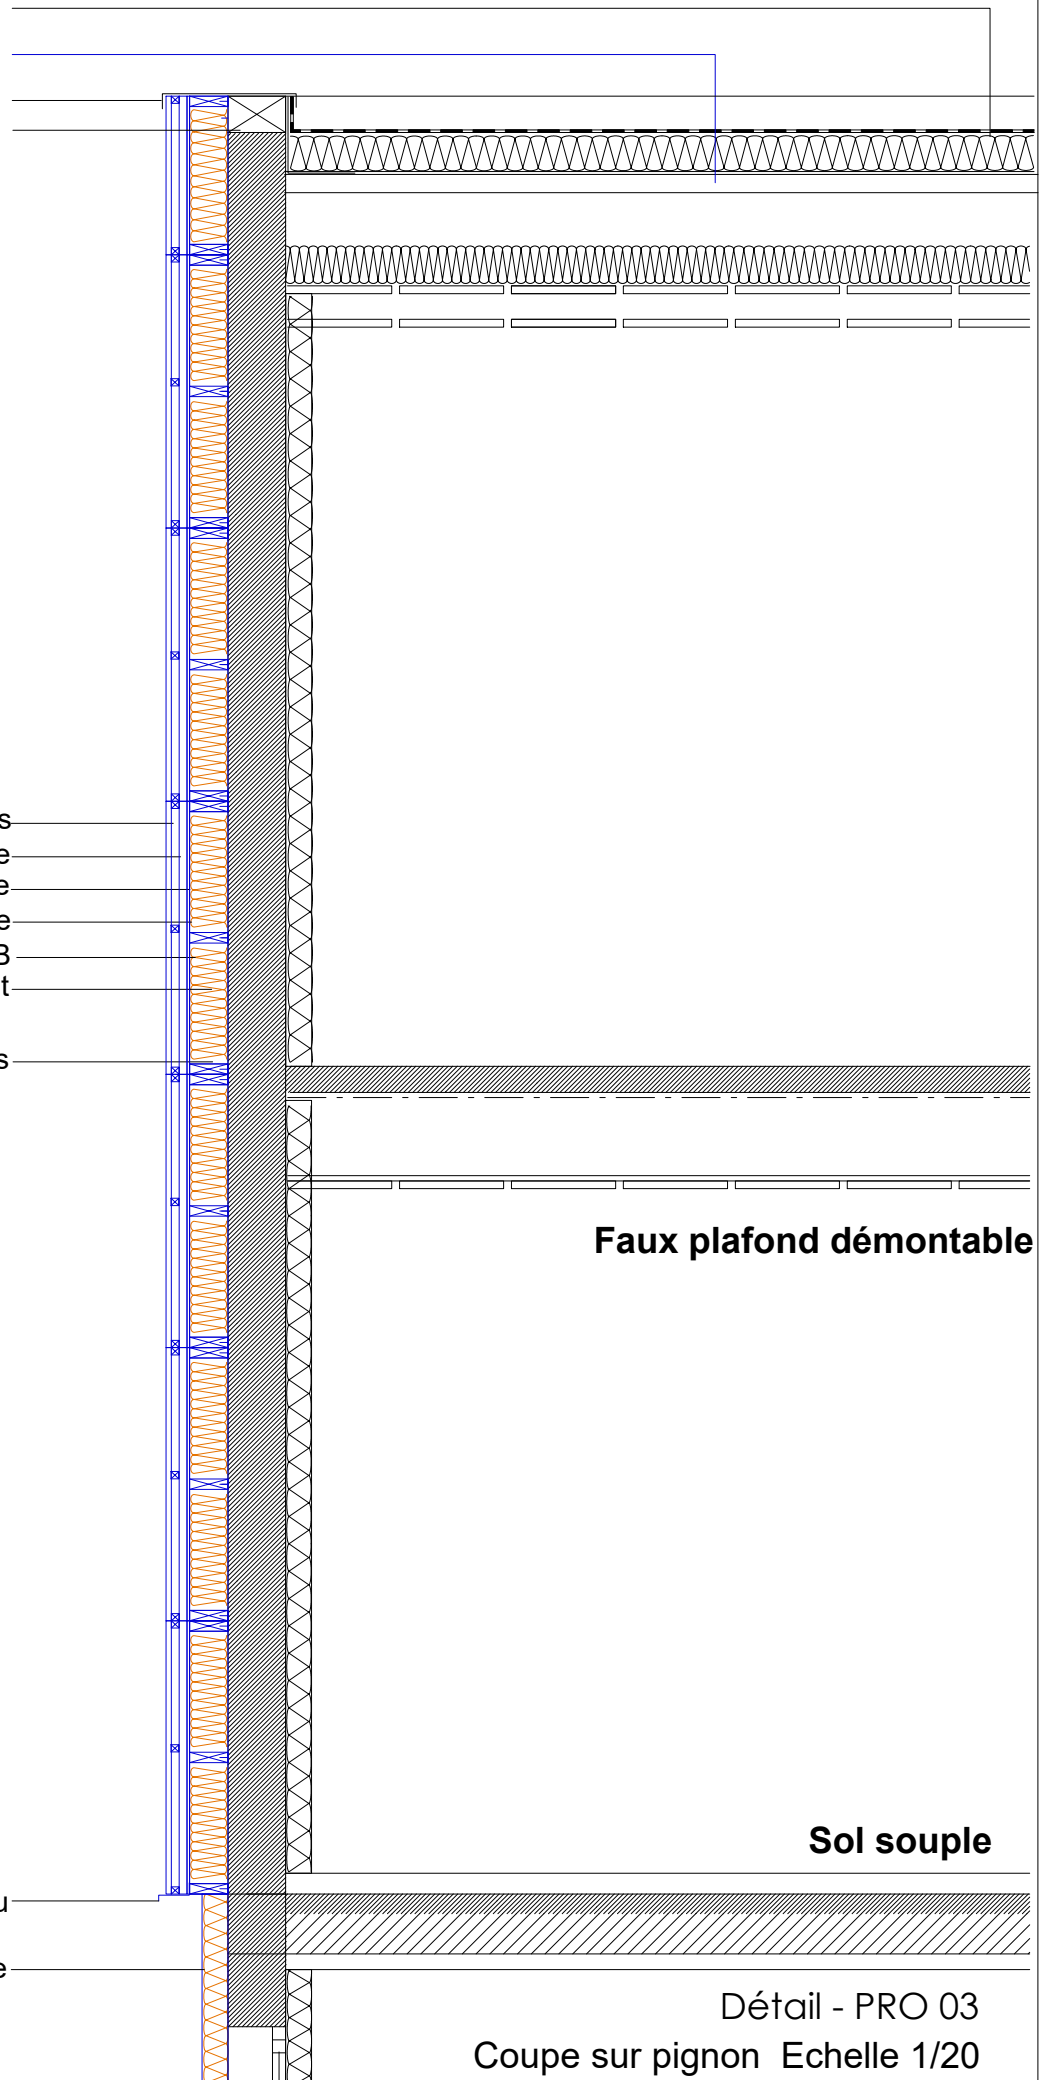 s
e
e
e
B
t
s
Faux plafond démontable
Sol souple
u
e
Détail - PRO 03
Coupe sur pignon Echelle 1/20